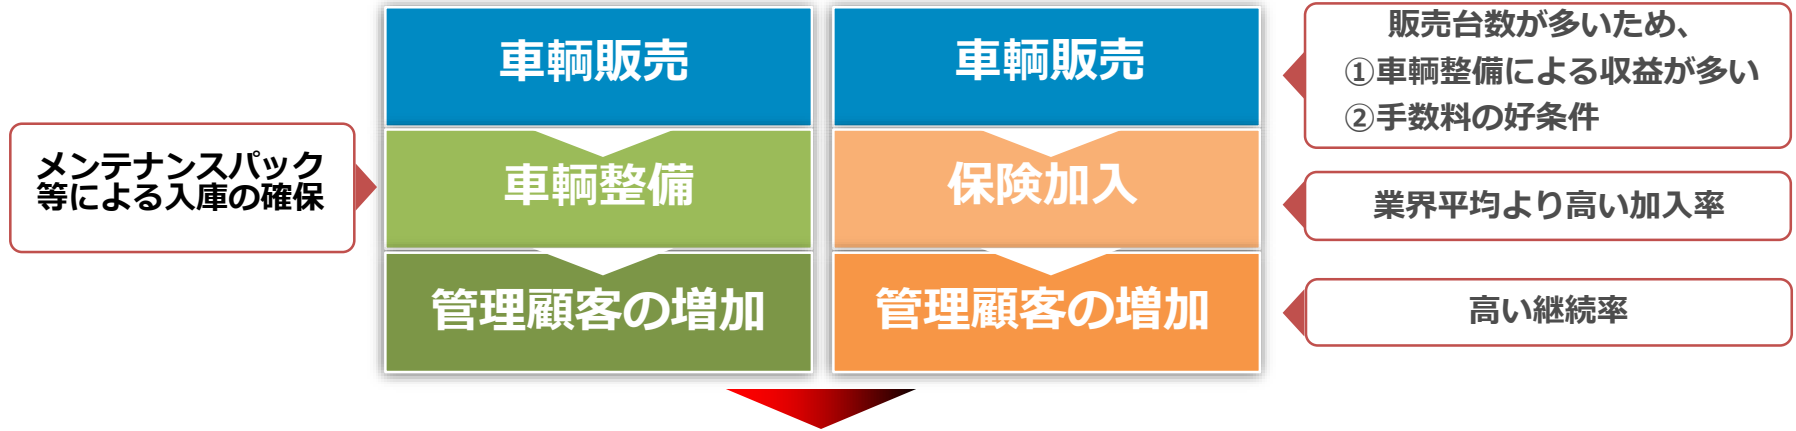 車輌販売
車輌販売
販売台数が多いため、
①車輌整備による収益が多い
②手数料の好条件
メンテナンスパック
等による入庫の確保
車輌整備
保険加入
業界平均より高い加入率
管理顧客の増加
管理顧客の増加
高い継続率